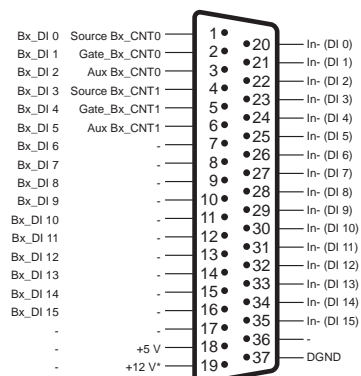 Bx_DI 0 Source Bx_CNT0 1 20 In- (DI 0)
Bx_DI 1 Gate_Bx_CNT0 2 21 In- (DI 1)
Bx_DI 2 Aux Bx_CNT0 3 22 In- (DI 2)
Bx_DI 3 Source Bx_CNT1 4 23 In- (DI 3)
Bx_DI 4 Gate_Bx_CNT1 5 24 In- (DI 4)
Bx_DI 5 Aux Bx_CNT1 6 25 In- (DI 5)
Bx_DI 6 - 7 26 In- (DI 6)
Bx_DI 7 - 8 27 In- (DI 7)
Bx_DI 8 - 9 28 In- (DI 8)
Bx_DI 9 - 10 29 In- (DI 9)
Bx_DI 10 - 11 30 In- (DI 10)
Bx_DI 11 - 12 31 In- (DI 11)
Bx_DI 12 - 13 32 In- (DI 12)
Bx_DI 13 - 14 33 In- (DI 13)
Bx_DI 14 - 15 34 In- (DI 14)
Bx_DI 15 - 16 35 In- (DI 15)
- - 17 36 -
- +5 V 18 37 DGND
- +12 V* 19